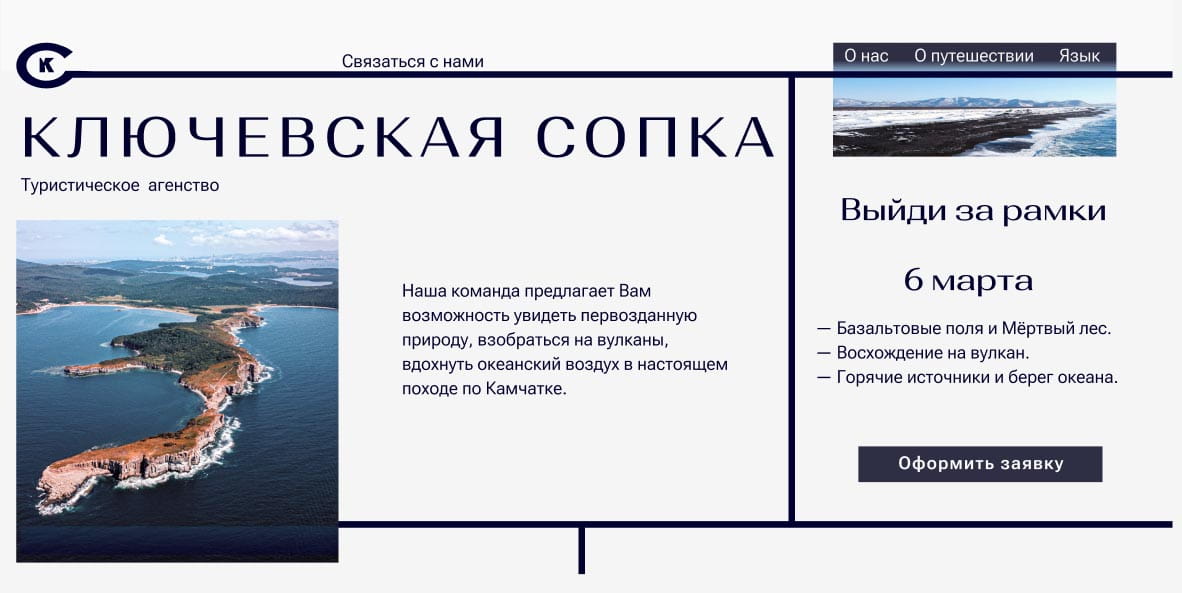 К
Связаться с нами
О нас О путешествии Язык
КЛЮЧЕВСКАЯ СОПКА
Туристическое агенство
Выйди за рамки
6 марта
Наша команда предлагает Вам
возможность увидеть первозданную
природу, взобраться на вулканы,
вдохнуть океанский воздух в настоящем
походе по Камчатке.
— Базальтовые поля и Мёртвый лес.
— Восхождение на вулкан.
— Горячие источники и берег океана.
Оформить заявку